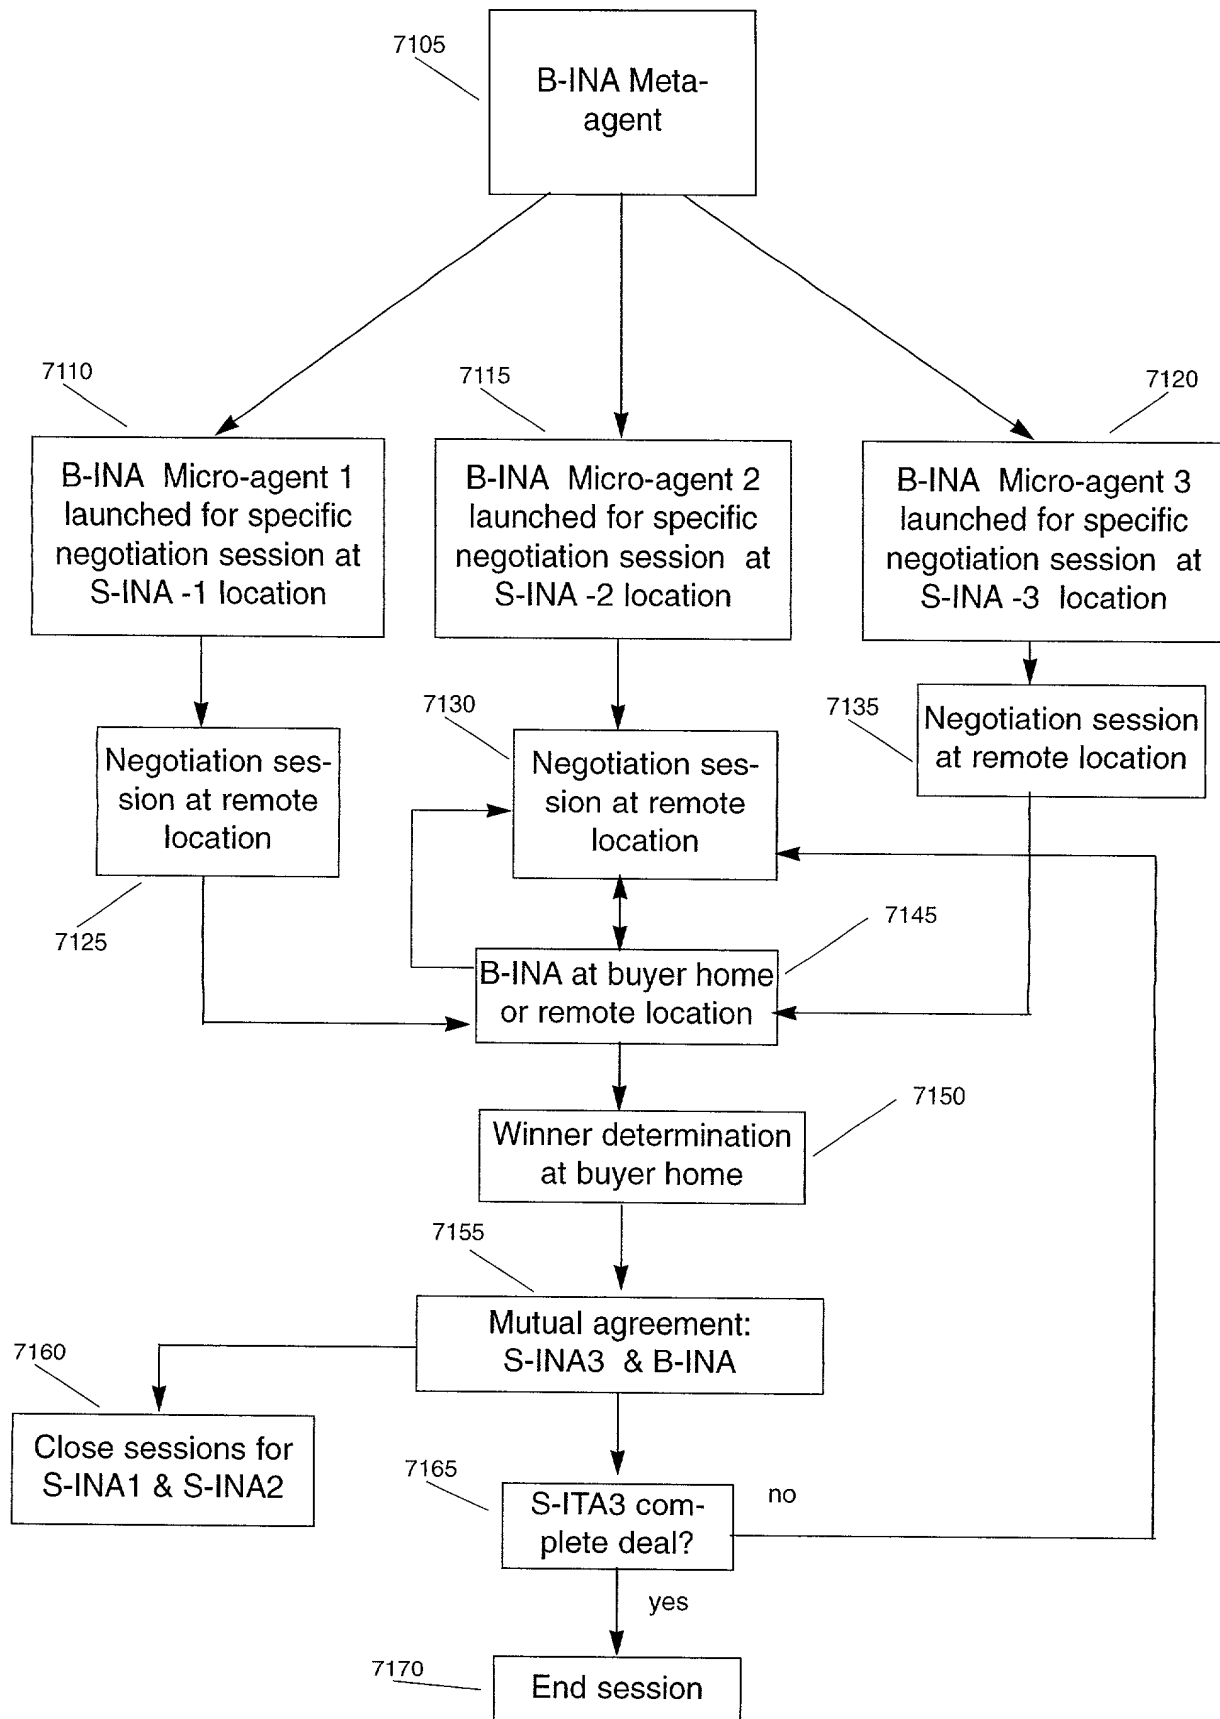 7105
B-INA Meta-
agent
7110
7115
7120
B-INA Micro-agent 1
launched for specific
negotiation session at
S-INA -1 location
B-INA Micro-agent 2
launched for specific
negotiation session at
S-INA -2 location
B-INA Micro-agent 3
launched for specific
negotiation session at
S-INA -3 location
7130
7135
Negotiation ses-
sion at remote
location
Negotiation ses-
sion at remote
location
Negotiation session
at remote location
7125
7145
B-INA at buyer home
or remote location
7150
Winner determination
at buyer home
7155
Mutual agreement:
S-INA3 & B-INA
7160
Close sessions for
S-INA1 & S-INA2
7165
S-ITA3 com-
plete deal?
no
yes
7170
End session